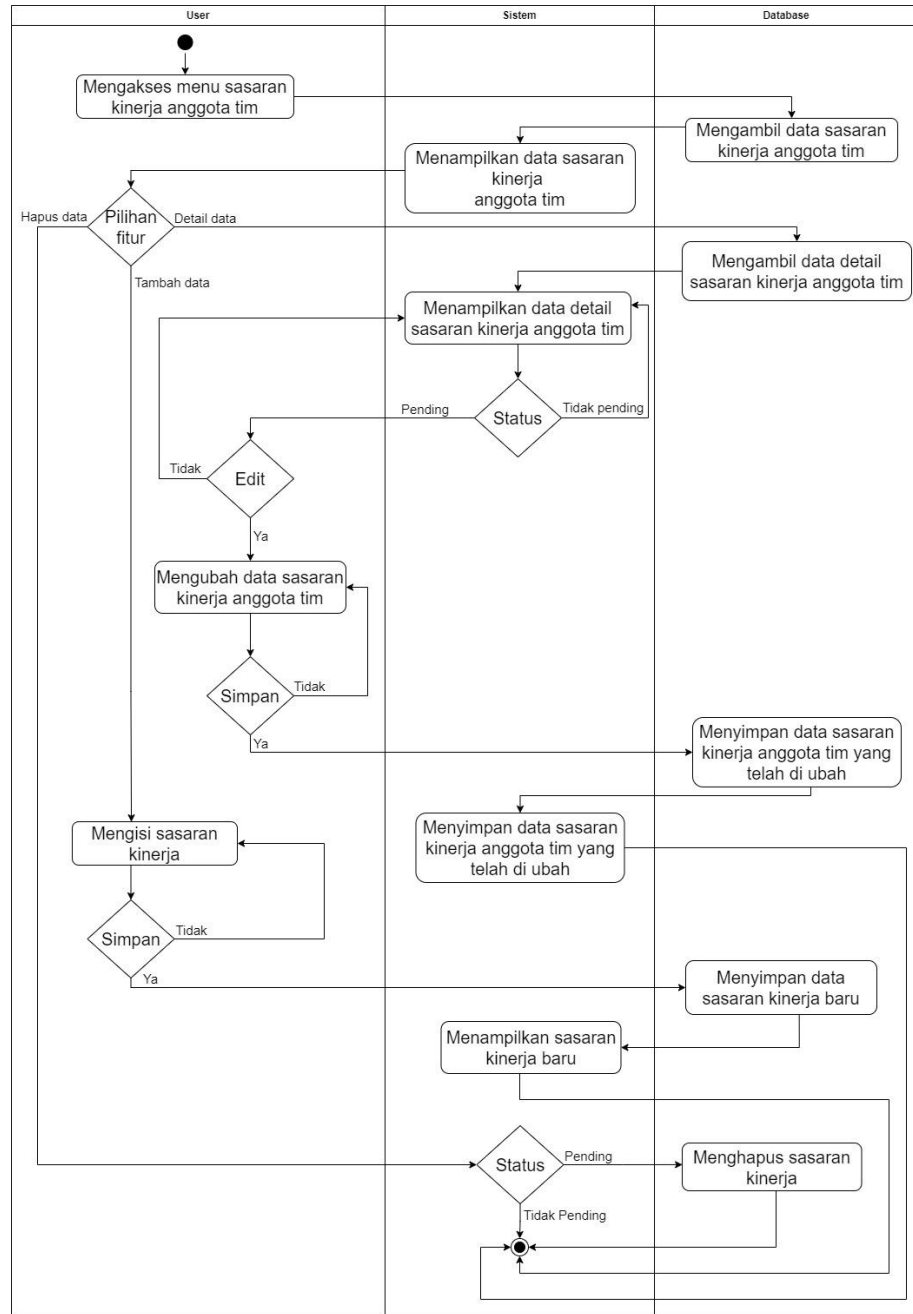 User
Sistem
Database
Mengakses menu sasaran
kinerja anggota tim
Mengambil data sasaran
kinerja anggota tim
Menampilkan data sasaran
kinerja
anggota tim
Hapus data
Pilihan
fitur
Detail data
Tambah data
Mengambil data detail
sasaran kinerja anggota tim
Menampilkan data detail
sasaran kinerja anggota tim
Pending
Status
Tidak pending
Tidak
Edit
Ya
Mengubah data sasaran
kinerja anggota tim
Simpan
Tidak
Ya
Menyimpan data sasaran
kinerja anggota tim yang
telah di ubah
Menyimpan data sasaran
kinerja anggota tim yang
telah di ubah
Mengisi sasaran
kinerja
Simpan
Tidak
Ya
Menyimpan data
sasaran kinerja baru
Menampilkan sasaran
kinerja baru
Status
Pending
Menghapus sasaran
kinerja
Tidak Pending